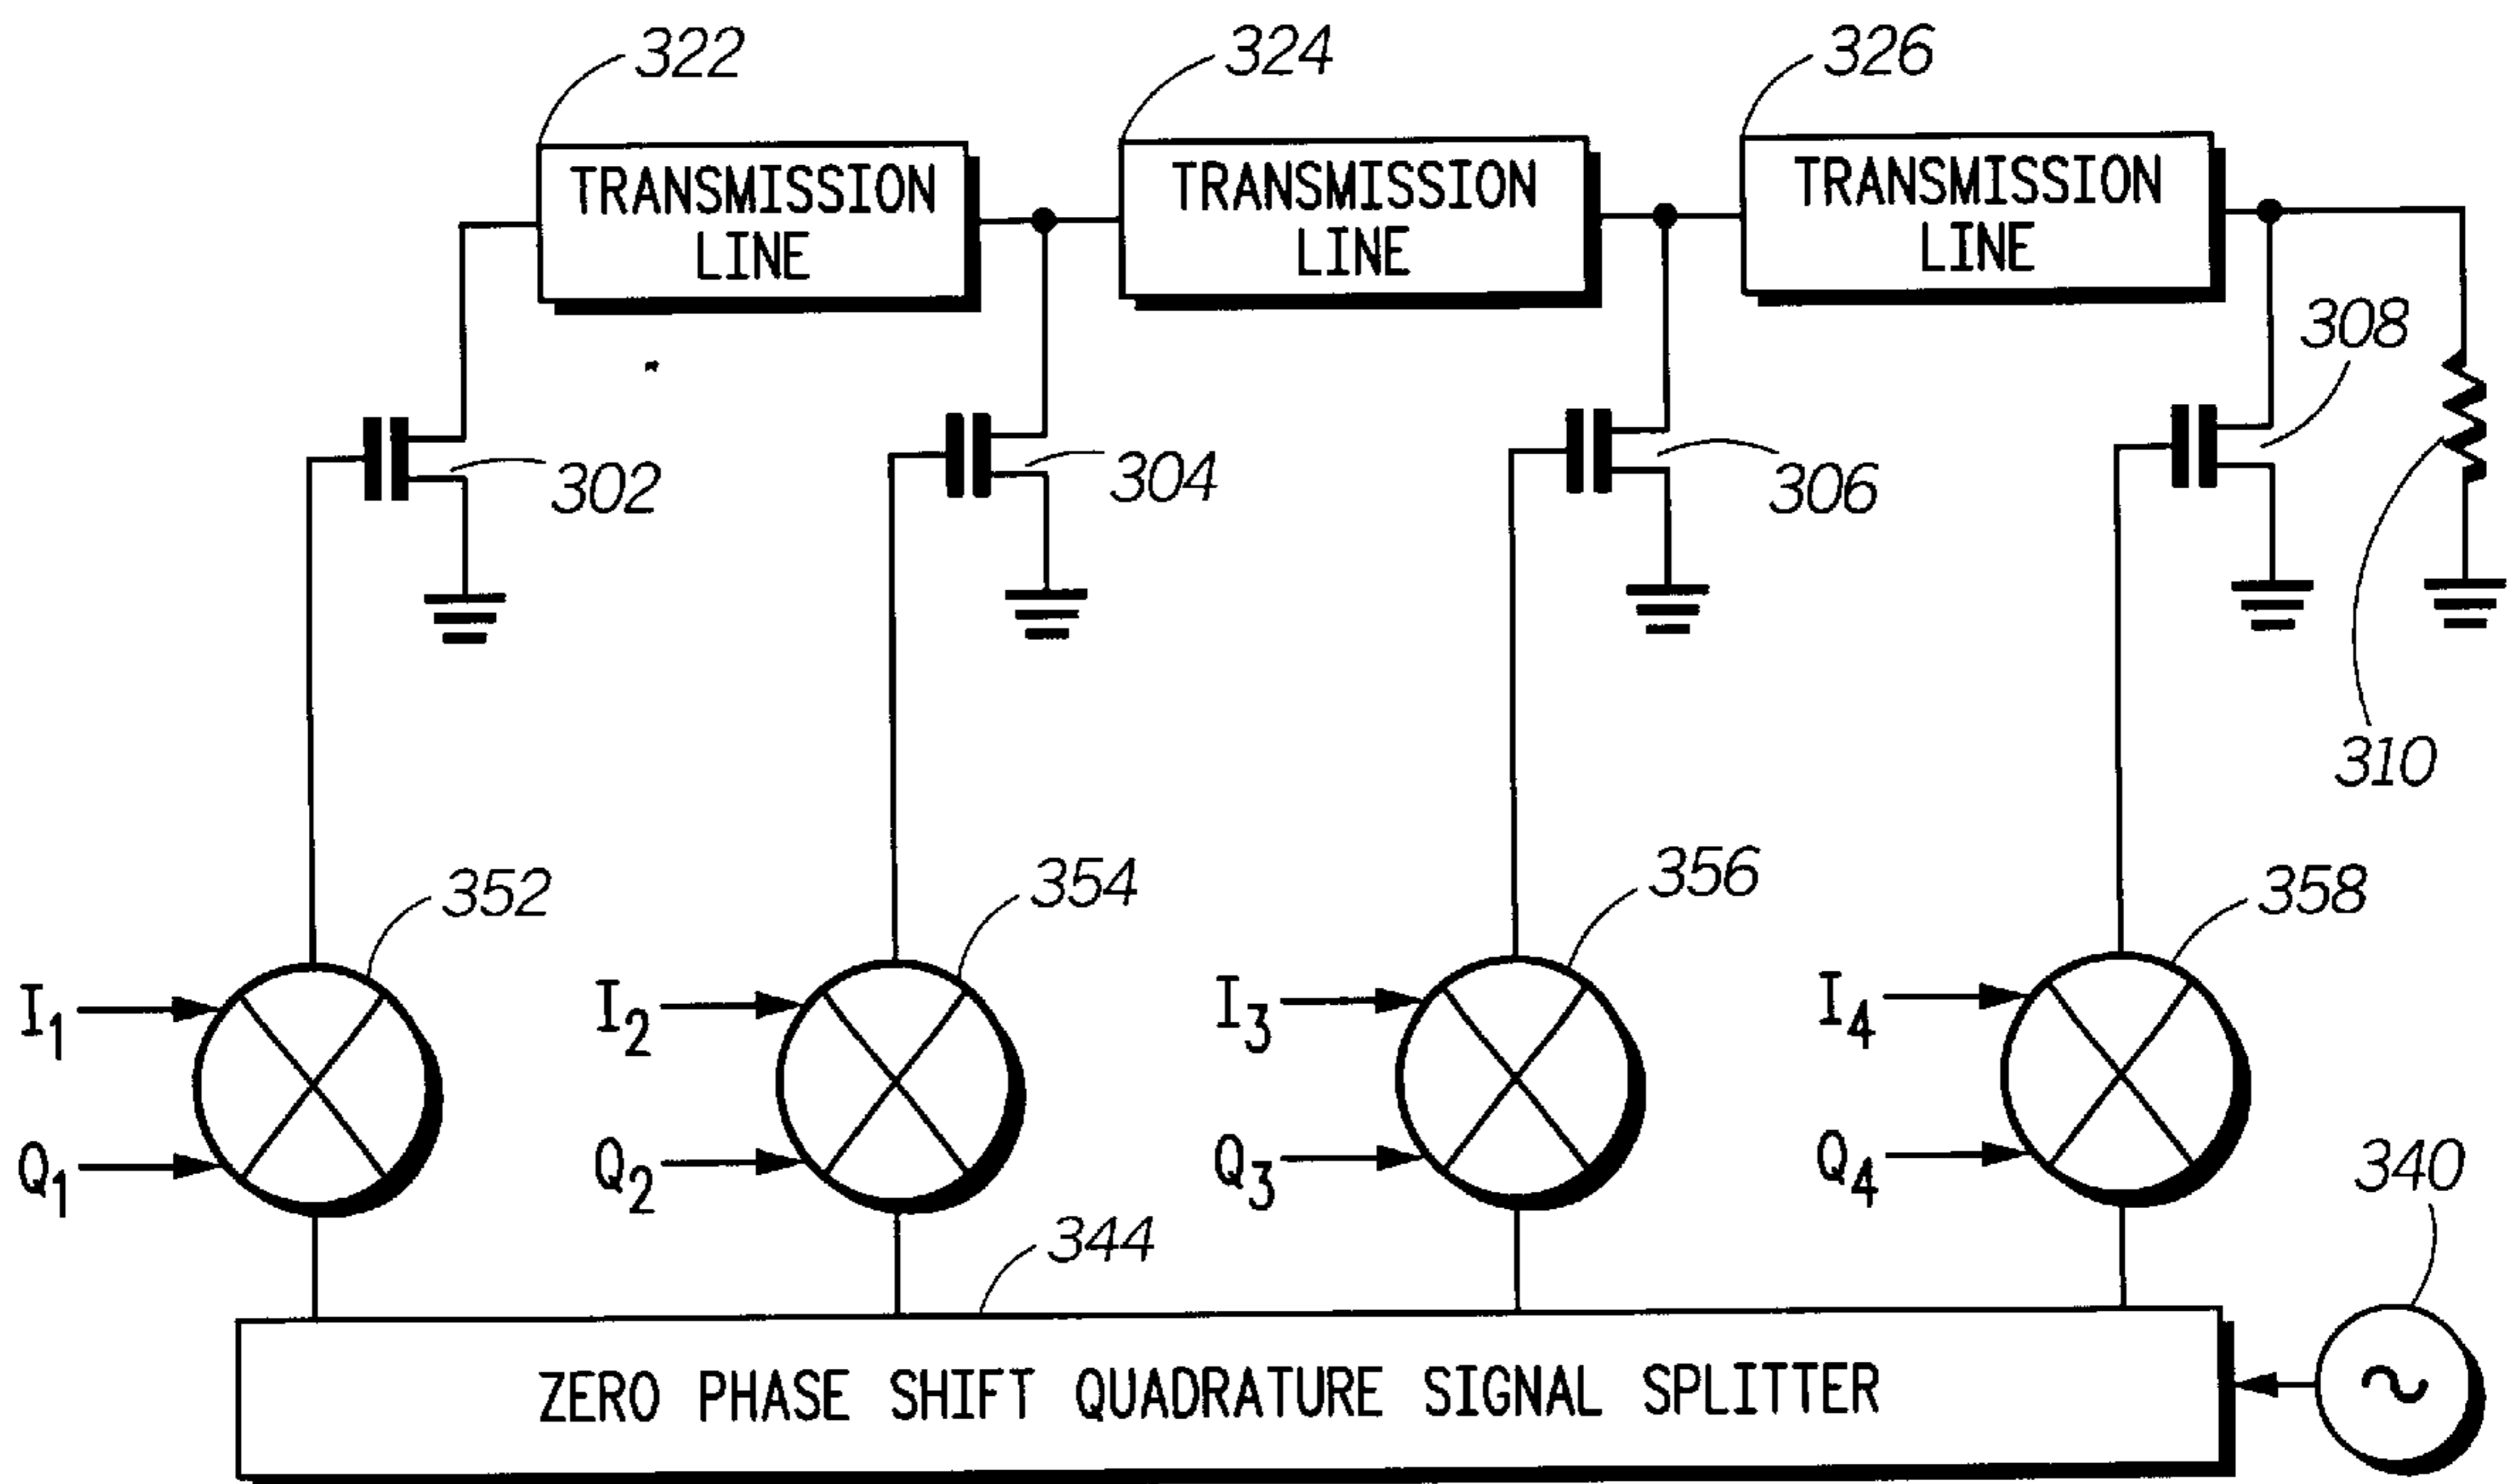 322
324
326
TRANSMISSION
LINE
TRANSMISSION
LINE
TRANSMISSION
LINE
302
304
306
308
310
352
354
356
358
I1
I2
I3
I4
Q1
Q2
Q3
Q4
340
344
ZERO PHASE SHIFT QUADRATURE SIGNAL SPLITTER